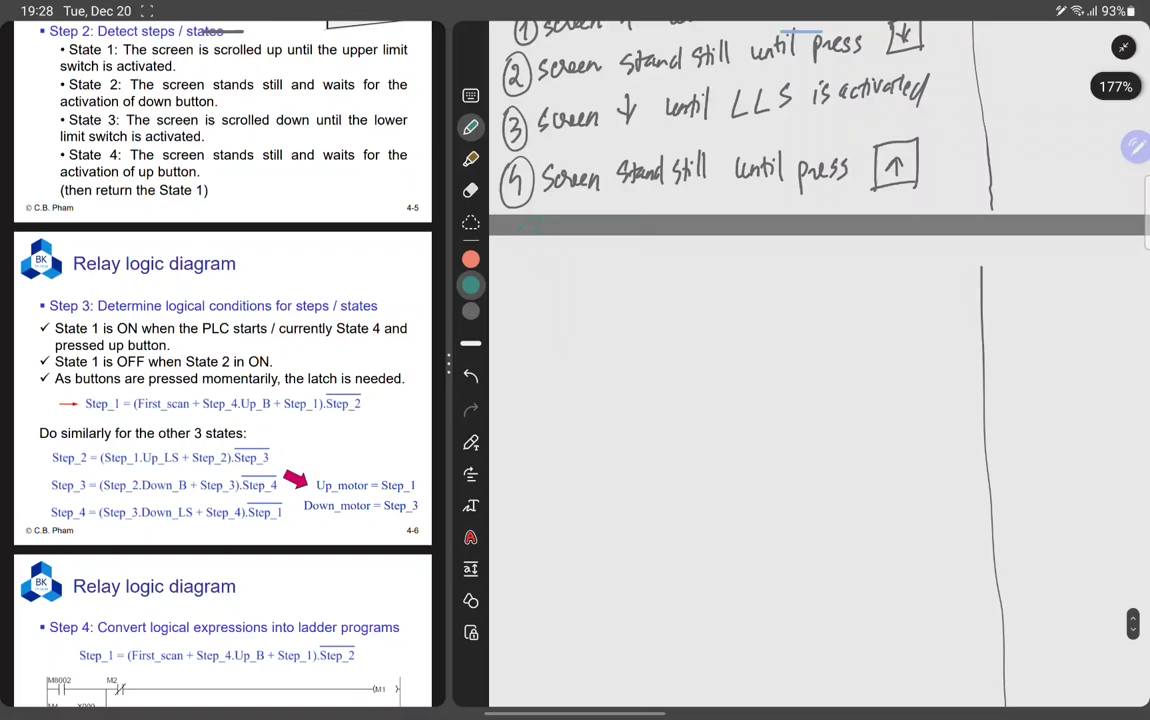 19:28 Tue, Dec 20
93%
▪ Step 2: Detect steps / states
• State 1: The screen is scrolled up until the upper limit
switch is activated.
• State 2: The screen stands still and waits for the
activation of down button.
• State 3: The screen is scrolled down until the lower
limit switch is activated.
• State 4: The screen stands still and waits for the
activation of up button.
(then return the State 1)
© C.B. Pham
4-5
BK
Relay logic diagram
▪ Step 3: Determine logical conditions for steps / states
✓ State 1 is ON when the PLC starts / currently State 4 and
pressed up button.
✓ State 1 is OFF when State 2 in ON.
✓ As buttons are pressed momentarily, the latch is needed.
→ Step_1 = (First_scan + Step_4.Up_B + Step_1).S̅t̅e̅p̅_̅2̅
Do similarly for the other 3 states:
Step_2 = (Step_1.Up_LS + Step_2).S̅t̅e̅p̅_̅3̅
Step_3 = (Step_2.Down_B + Step_3).S̅t̅e̅p̅_̅4̅
Up_motor = Step_1
Down_motor = Step_3
Step_4 = (Step_3.Down_LS + Step_4).S̅t̅e̅p̅_̅1̅
© C.B. Pham
4-6
BK
Relay logic diagram
▪ Step 4: Convert logical expressions into ladder programs
Step_1 = (First_scan + Step_4.Up_B + Step_1).S̅t̅e̅p̅_̅2̅
M8002 M2
(M1 )
① screen
② screen stand still until press ↓
③ screen ↓ until LLS is activated
④ screen stand still until press ↑
177%